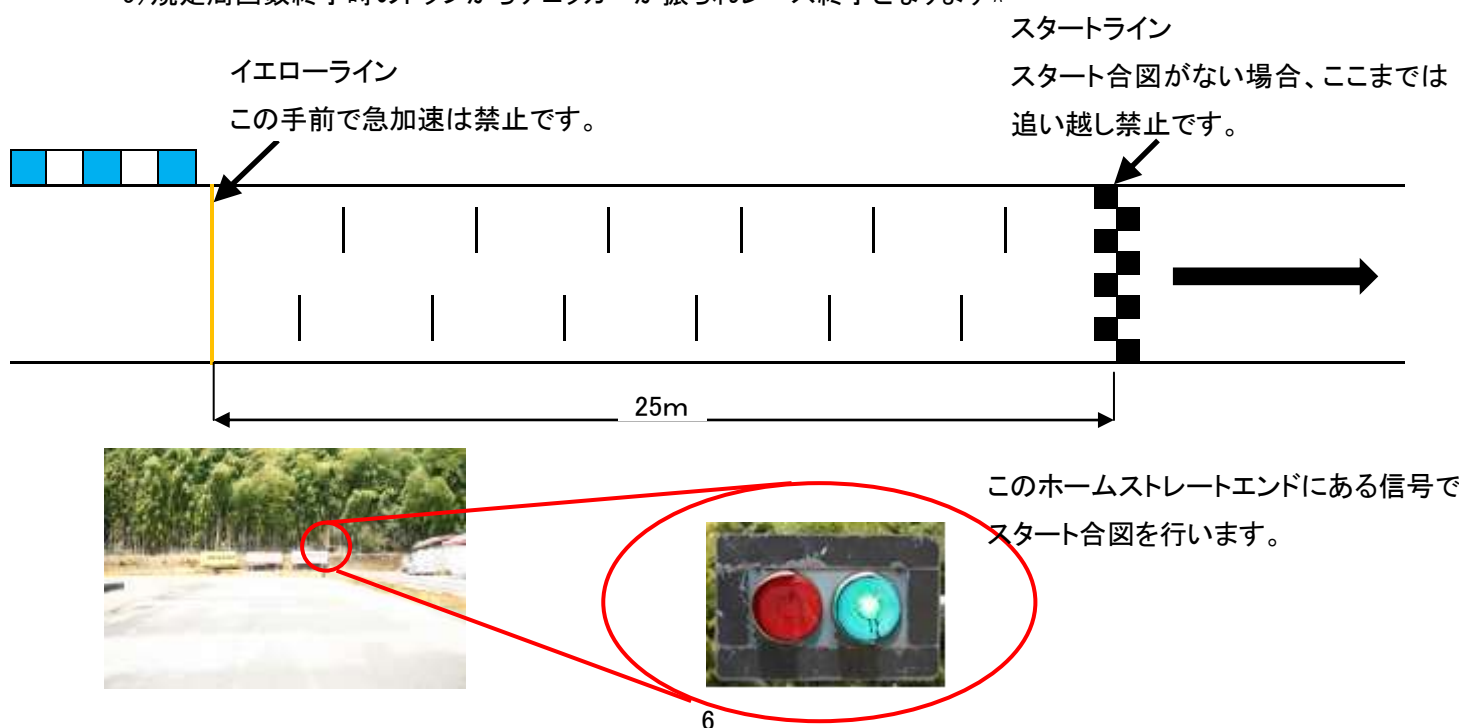 スタートライン
イエローライン
スタート合図がない場合、ここまでは
この手前で急加速は禁止です。
追い越し禁止です。
25m
このホームストレートエンドにある信号で
スタート合図を行います。
6